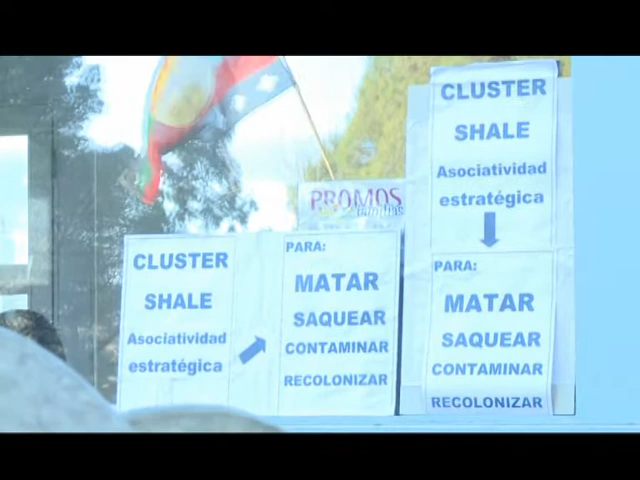 PROMOS
CLUSTER
SHALE
Asociatividad
estratégica
PARA:
MATAR
SAQUEAR
CONTAMINAR
RECOLONIZAR
CLUSTER
SHALE
Asociatividad
estratégica
PARA:
MATAR
SAQUEAR
CONTAMINAR
RECOLONIZAR